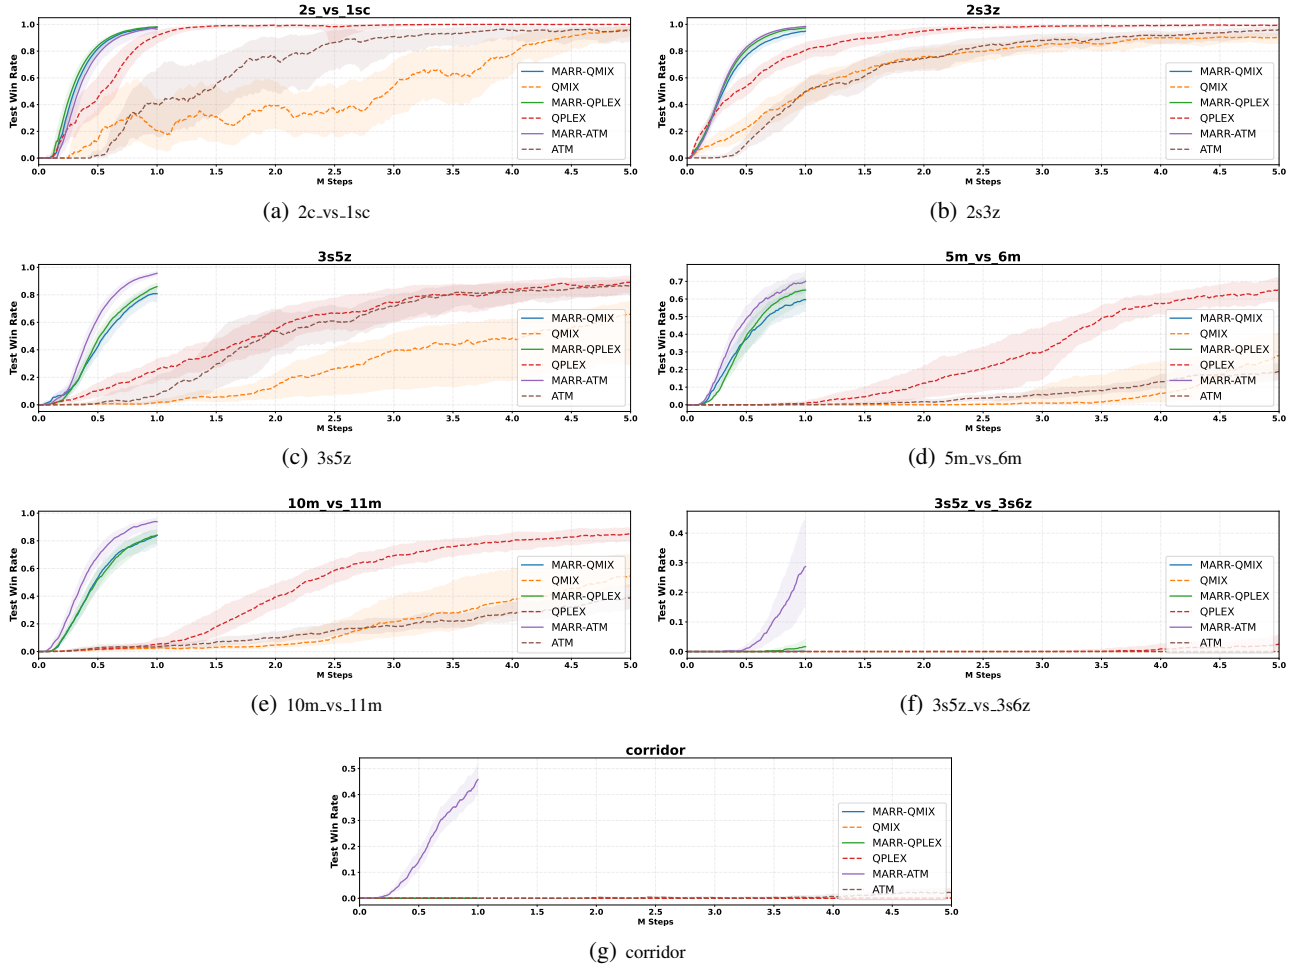 2s_vs_1sc
Test Win Rate
1.0
0.8
0.6
0.4
0.2
0.0
MARR-QMIX
QMIX
MARR-QPLEX
QPLEX
MARR-ATM
ATM
0.0 0.5 1.0 1.5 2.0 2.5 3.0 3.5 4.0 4.5 5.0
M Steps
(a) 2c_vs_1sc
2s3z
Test Win Rate
1.0
0.8
0.6
0.4
0.2
0.0
MARR-QMIX
QMIX
MARR-QPLEX
QPLEX
MARR-ATM
ATM
0.0 0.5 1.0 1.5 2.0 2.5 3.0 3.5 4.0 4.5 5.0
M Steps
(b) 2s3z
3s5z
Test Win Rate
1.0
0.8
0.6
0.4
0.2
0.0
MARR-QMIX
QMIX
MARR-QPLEX
QPLEX
MARR-ATM
ATM
0.0 0.5 1.0 1.5 2.0 2.5 3.0 3.5 4.0 4.5 5.0
M Steps
(c) 3s5z
5m_vs_6m
Test Win Rate
0.7
0.6
0.5
0.4
0.3
0.2
0.1
0.0
MARR-QMIX
QMIX
MARR-QPLEX
QPLEX
MARR-ATM
ATM
0.0 0.5 1.0 1.5 2.0 2.5 3.0 3.5 4.0 4.5 5.0
M Steps
(d) 5m_vs_6m
10m_vs_11m
Test Win Rate
1.0
0.8
0.6
0.4
0.2
0.0
MARR-QMIX
QMIX
MARR-QPLEX
QPLEX
MARR-ATM
ATM
0.0 0.5 1.0 1.5 2.0 2.5 3.0 3.5 4.0 4.5 5.0
M Steps
(e) 10m_vs_11m
3s5z_vs_3s6z
Test Win Rate
0.4
0.3
0.2
0.1
0.0
MARR-QMIX
QMIX
MARR-QPLEX
QPLEX
MARR-ATM
ATM
0.0 0.5 1.0 1.5 2.0 2.5 3.0 3.5 4.0 4.5 5.0
M Steps
(f) 3s5z_vs_3s6z
corridor
Test Win Rate
0.5
0.4
0.3
0.2
0.1
0.0
MARR-QMIX
QMIX
MARR-QPLEX
QPLEX
MARR-ATM
ATM
0.0 0.5 1.0 1.5 2.0 2.5 3.0 3.5 4.0 4.5 5.0
M Steps
(g) corridor